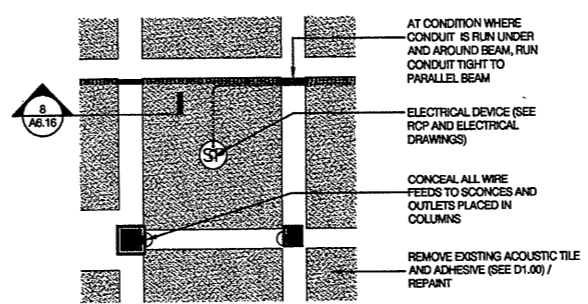 AT CONDITION WHERE
CONDUIT IS RUN UNDER
AND AROUND BEAM, RUN
CONDUIT TIGHT TO
PARALLEL BEAM
8
A6.16
ELECTRICAL DEVICE (SEE
RCP AND ELECTRICAL
DRAWINGS)
SP
CONCEAL ALL WIRE
FEEDS TO SCONCES AND
OUTLETS PLACED IN
COLUMNS
REMOVE EXISTING ACOUSTIC TILE
AND ADHESIVE (SEE D1.00) /
REPAINT